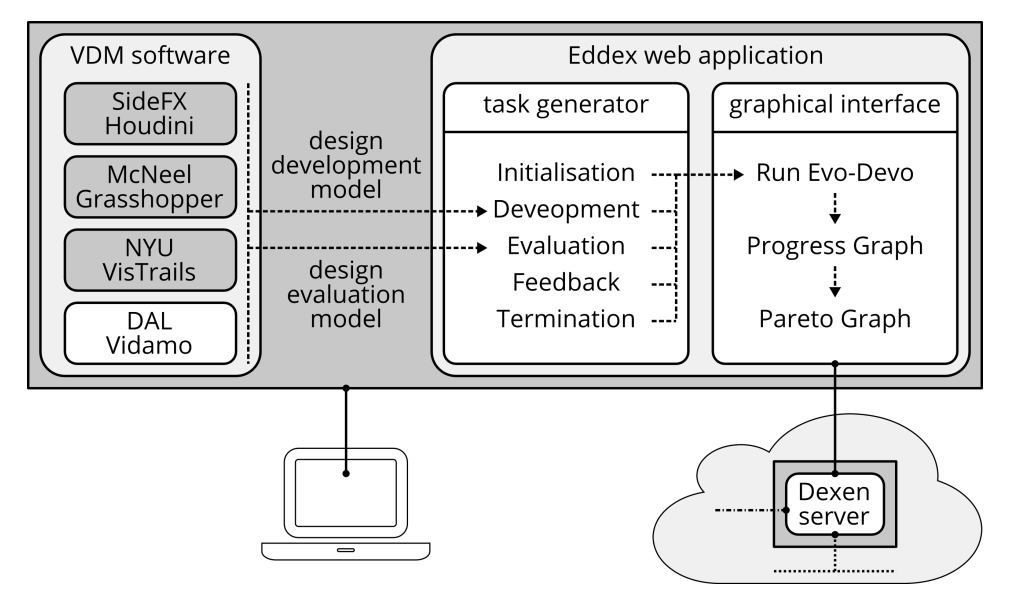 VDM software
SideFX
Houdini
McNeel
Grasshopper
NYU
VisTrails
DAL
Vidamo
design
development
model
design
evaluation
model
Eddex web application
task generator
Initialisation
Deveopment
Evaluation
Feedback
Termination
graphical interface
Run Evo-Devo
Progress Graph
Pareto Graph
Dexen
server